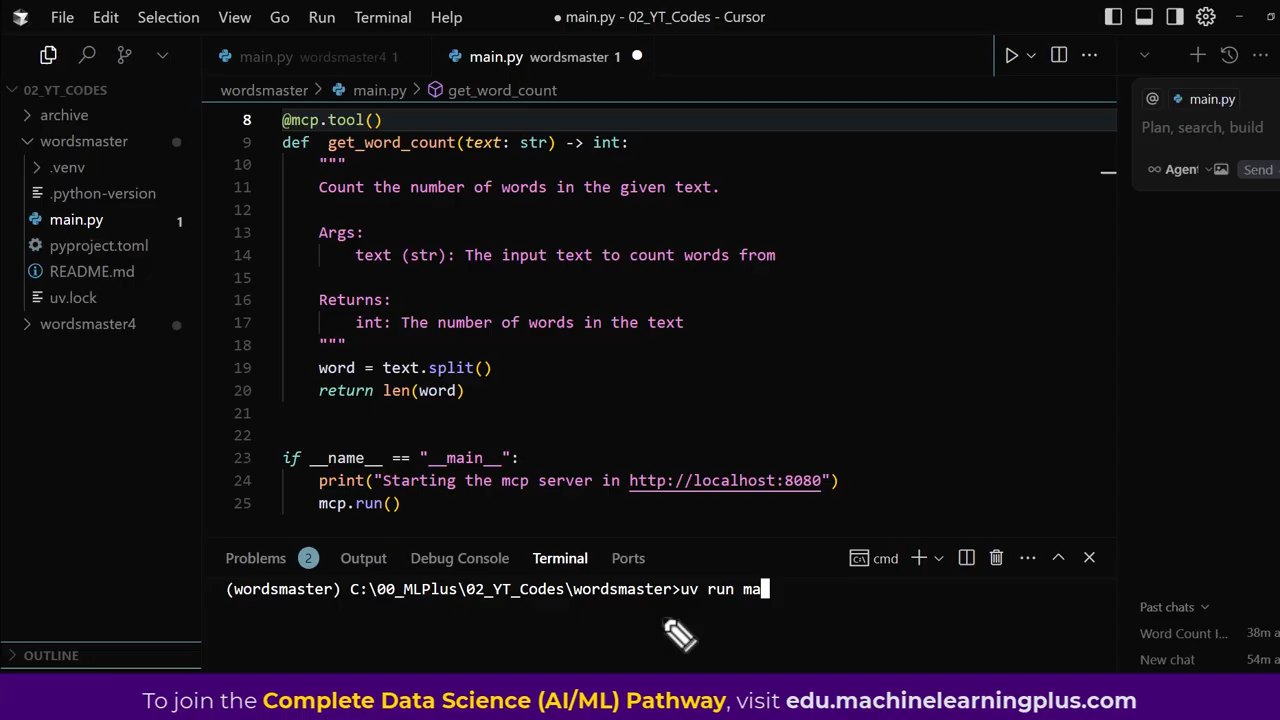 File Edit Selection View Go Run Terminal Help
● main.py - 02_YT_Codes - Cursor
main.py wordsmaster4 1
main.py wordsmaster 1
02_YT_CODES
archive
wordsmaster
.venv
.python-version
main.py 1
pyproject.toml
README.md
uv.lock
wordsmaster4
OUTLINE
wordsmaster > main.py > get_word_count
8 @mcp.tool()
9 def get_word_count(text: str) -> int:
10 """
11 Count the number of words in the given text.
12
13 Args:
14 text (str): The input text to count words from
15
16 Returns:
17 int: The number of words in the text
18 """
19 word = text.split()
20 return len(word)
21
22
23 if __name__ == "__main__":
24 print("Starting the mcp server in http://localhost:8080")
25 mcp.run()
Problems 2 Output Debug Console Terminal Ports
cmd
(wordsmaster) C:\00_MLPlus\02_YT_Codes\wordsmaster>uv run ma
@ main.py
Plan, search, build
∞ Agent
Send
Past chats
Word Count I... 38m a
New chat 54m a
To join the Complete Data Science (AI/ML) Pathway, visit edu.machinelearningplus.com